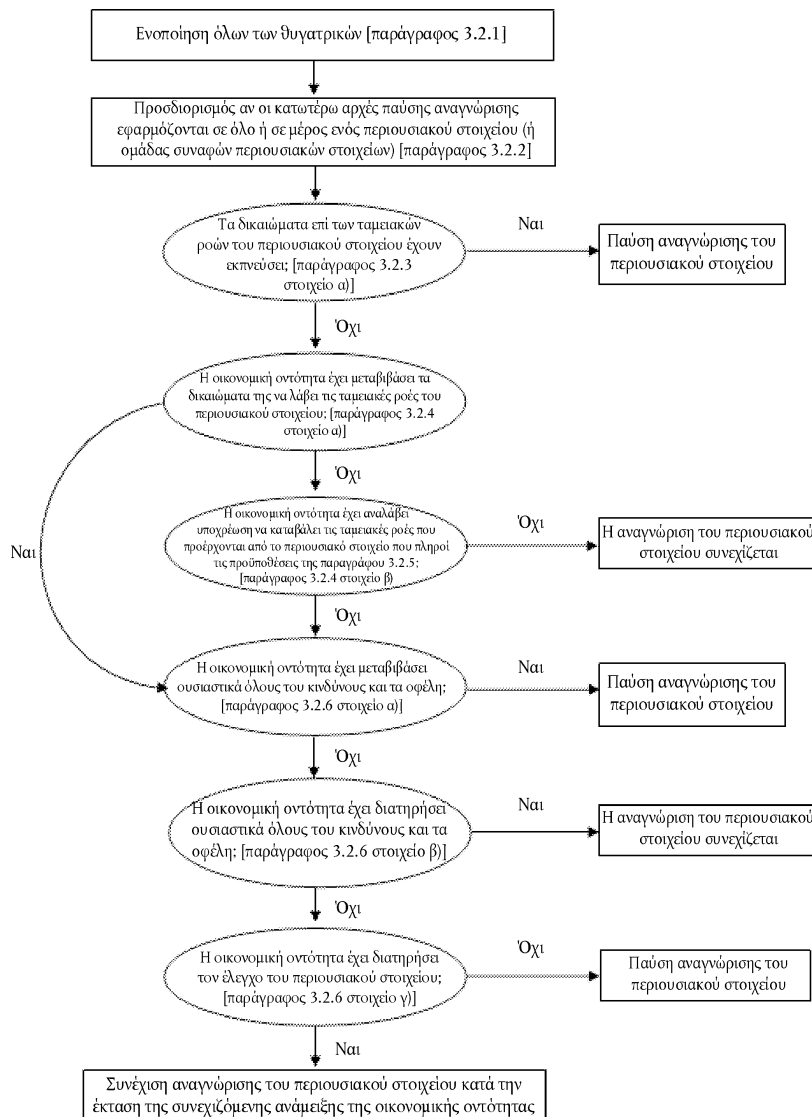 Ενοποίηση όλων των θυγατρικών [παράγραφος 3.2.1]
Προσδιορισμός αν οι κατωτέρω αρχές παύσης αναγνώρισης
εφαρμόζονται σε όλο ή σε μέρος ενός περιουσιακού στοιχείου (ή
ομάδας συναφών περιουσιακών στοιχείων) [παράγραφος 3.2.2]
Τα δικαιώματα επί των ταμειακών
ροών του περιουσιακού στοιχείου έχουν
εκπνεύσει; [παράγραφος 3.2.3
στοιχείο α)]
Ναι
Παύση αναγνώρισης του
περιουσιακού στοιχείου
Όχι
Η οικονομική οντότητα έχει μεταβιβάσει τα
δικαιώματα της να λάβει τις ταμειακές ροές του
περιουσιακού στοιχείου; [παράγραφος 3.2.4
στοιχείο α)]
Όχι
Ναι
Η οικονομική οντότητα έχει αναλάβει
υποχρέωση να καταβάλει τις ταμειακές ροές που
προέρχονται από το περιουσιακό στοιχείο που πληροί
τις προϋποθέσεις της παραγράφου 3.2.5;
[παράγραφος 3.2.4 στοιχείο β)
Όχι
Η αναγνώριση του περιουσιακού
στοιχείου συνεχίζεται
Όχι
Η οικονομική οντότητα έχει μεταβιβάσει
ουσιαστικά όλους του κινδύνους και τα οφέλη;
[παράγραφος 3.2.6 στοιχείο α)]
Ναι
Παύση αναγνώρισης του
περιουσιακού στοιχείου
Όχι
Η οικονομική οντότητα έχει διατηρήσει
ουσιαστικά όλους του κινδύνους και τα
οφέλη; [παράγραφος 3.2.6 στοιχείο β)]
Ναι
Η αναγνώριση του περιουσιακού
στοιχείου συνεχίζεται
Όχι
Η οικονομική οντότητα έχει διατηρήσει
τον έλεγχο του περιουσιακού στοιχείου;
[παράγραφος 3.2.6 στοιχείο γ)]
Όχι
Παύση αναγνώρισης του
περιουσιακού στοιχείου
Ναι
Συνέχιση αναγνώρισης του περιουσιακού στοιχείου κατά την
έκταση της συνεχιζόμενης ανάμειξης της οικονομικής οντότητας